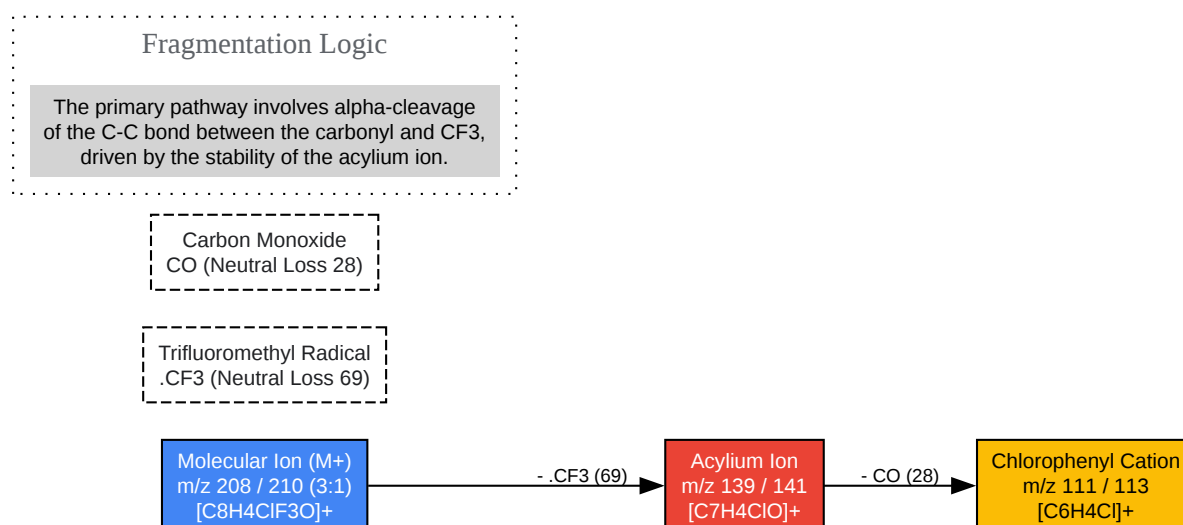 Fragmentation Logic
The primary pathway involves alpha-cleavage
of the C-C bond between the carbonyl and CF3,
driven by the stability of the acylium ion.
Carbon Monoxide
CO (Neutral Loss 28)
Trifluoromethyl Radical
.CF3 (Neutral Loss 69)
Molecular Ion (M+)
m/z 208 / 210 (3:1)
[C8H4ClF3O]+
- .CF3 (69)
Acylium Ion
m/z 139 / 141
[C7H4ClO]+
- CO (28)
Chlorophenyl Cation
m/z 111 / 113
[C6H4Cl]+